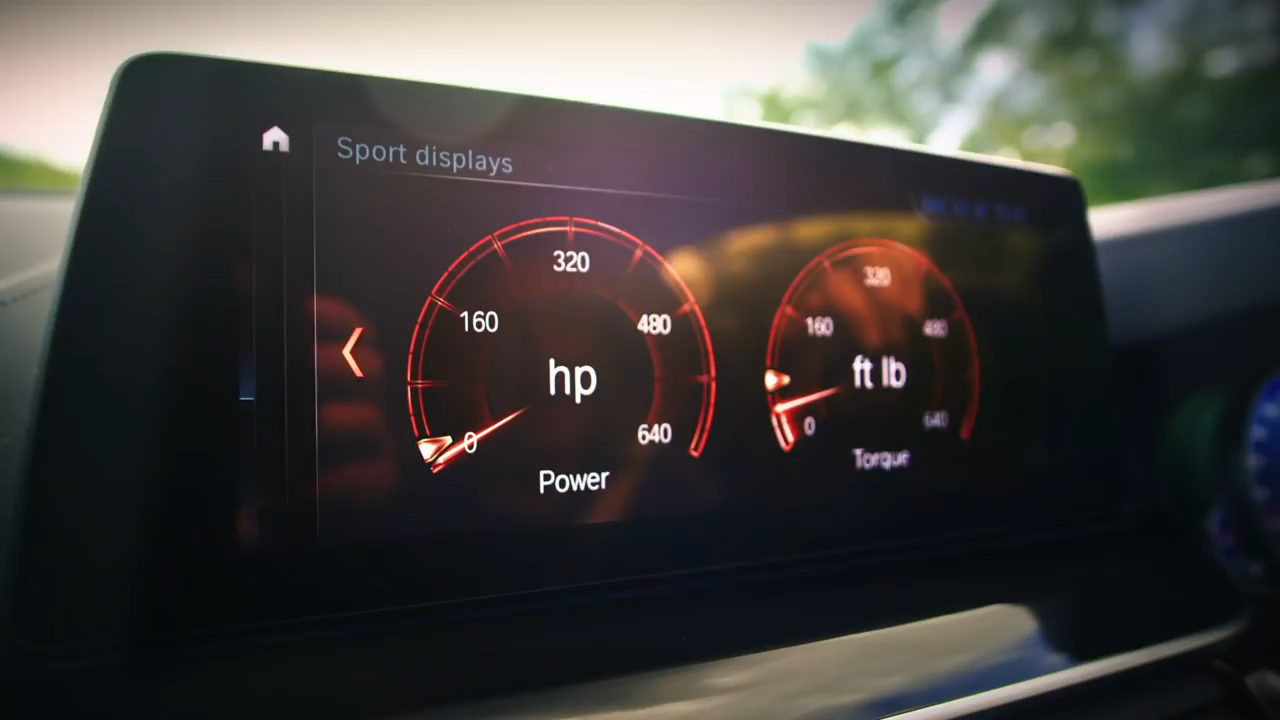 Sport displays
320
160
480
hp
0
640
Power
320
160
480
ft lb
0
640
Torque